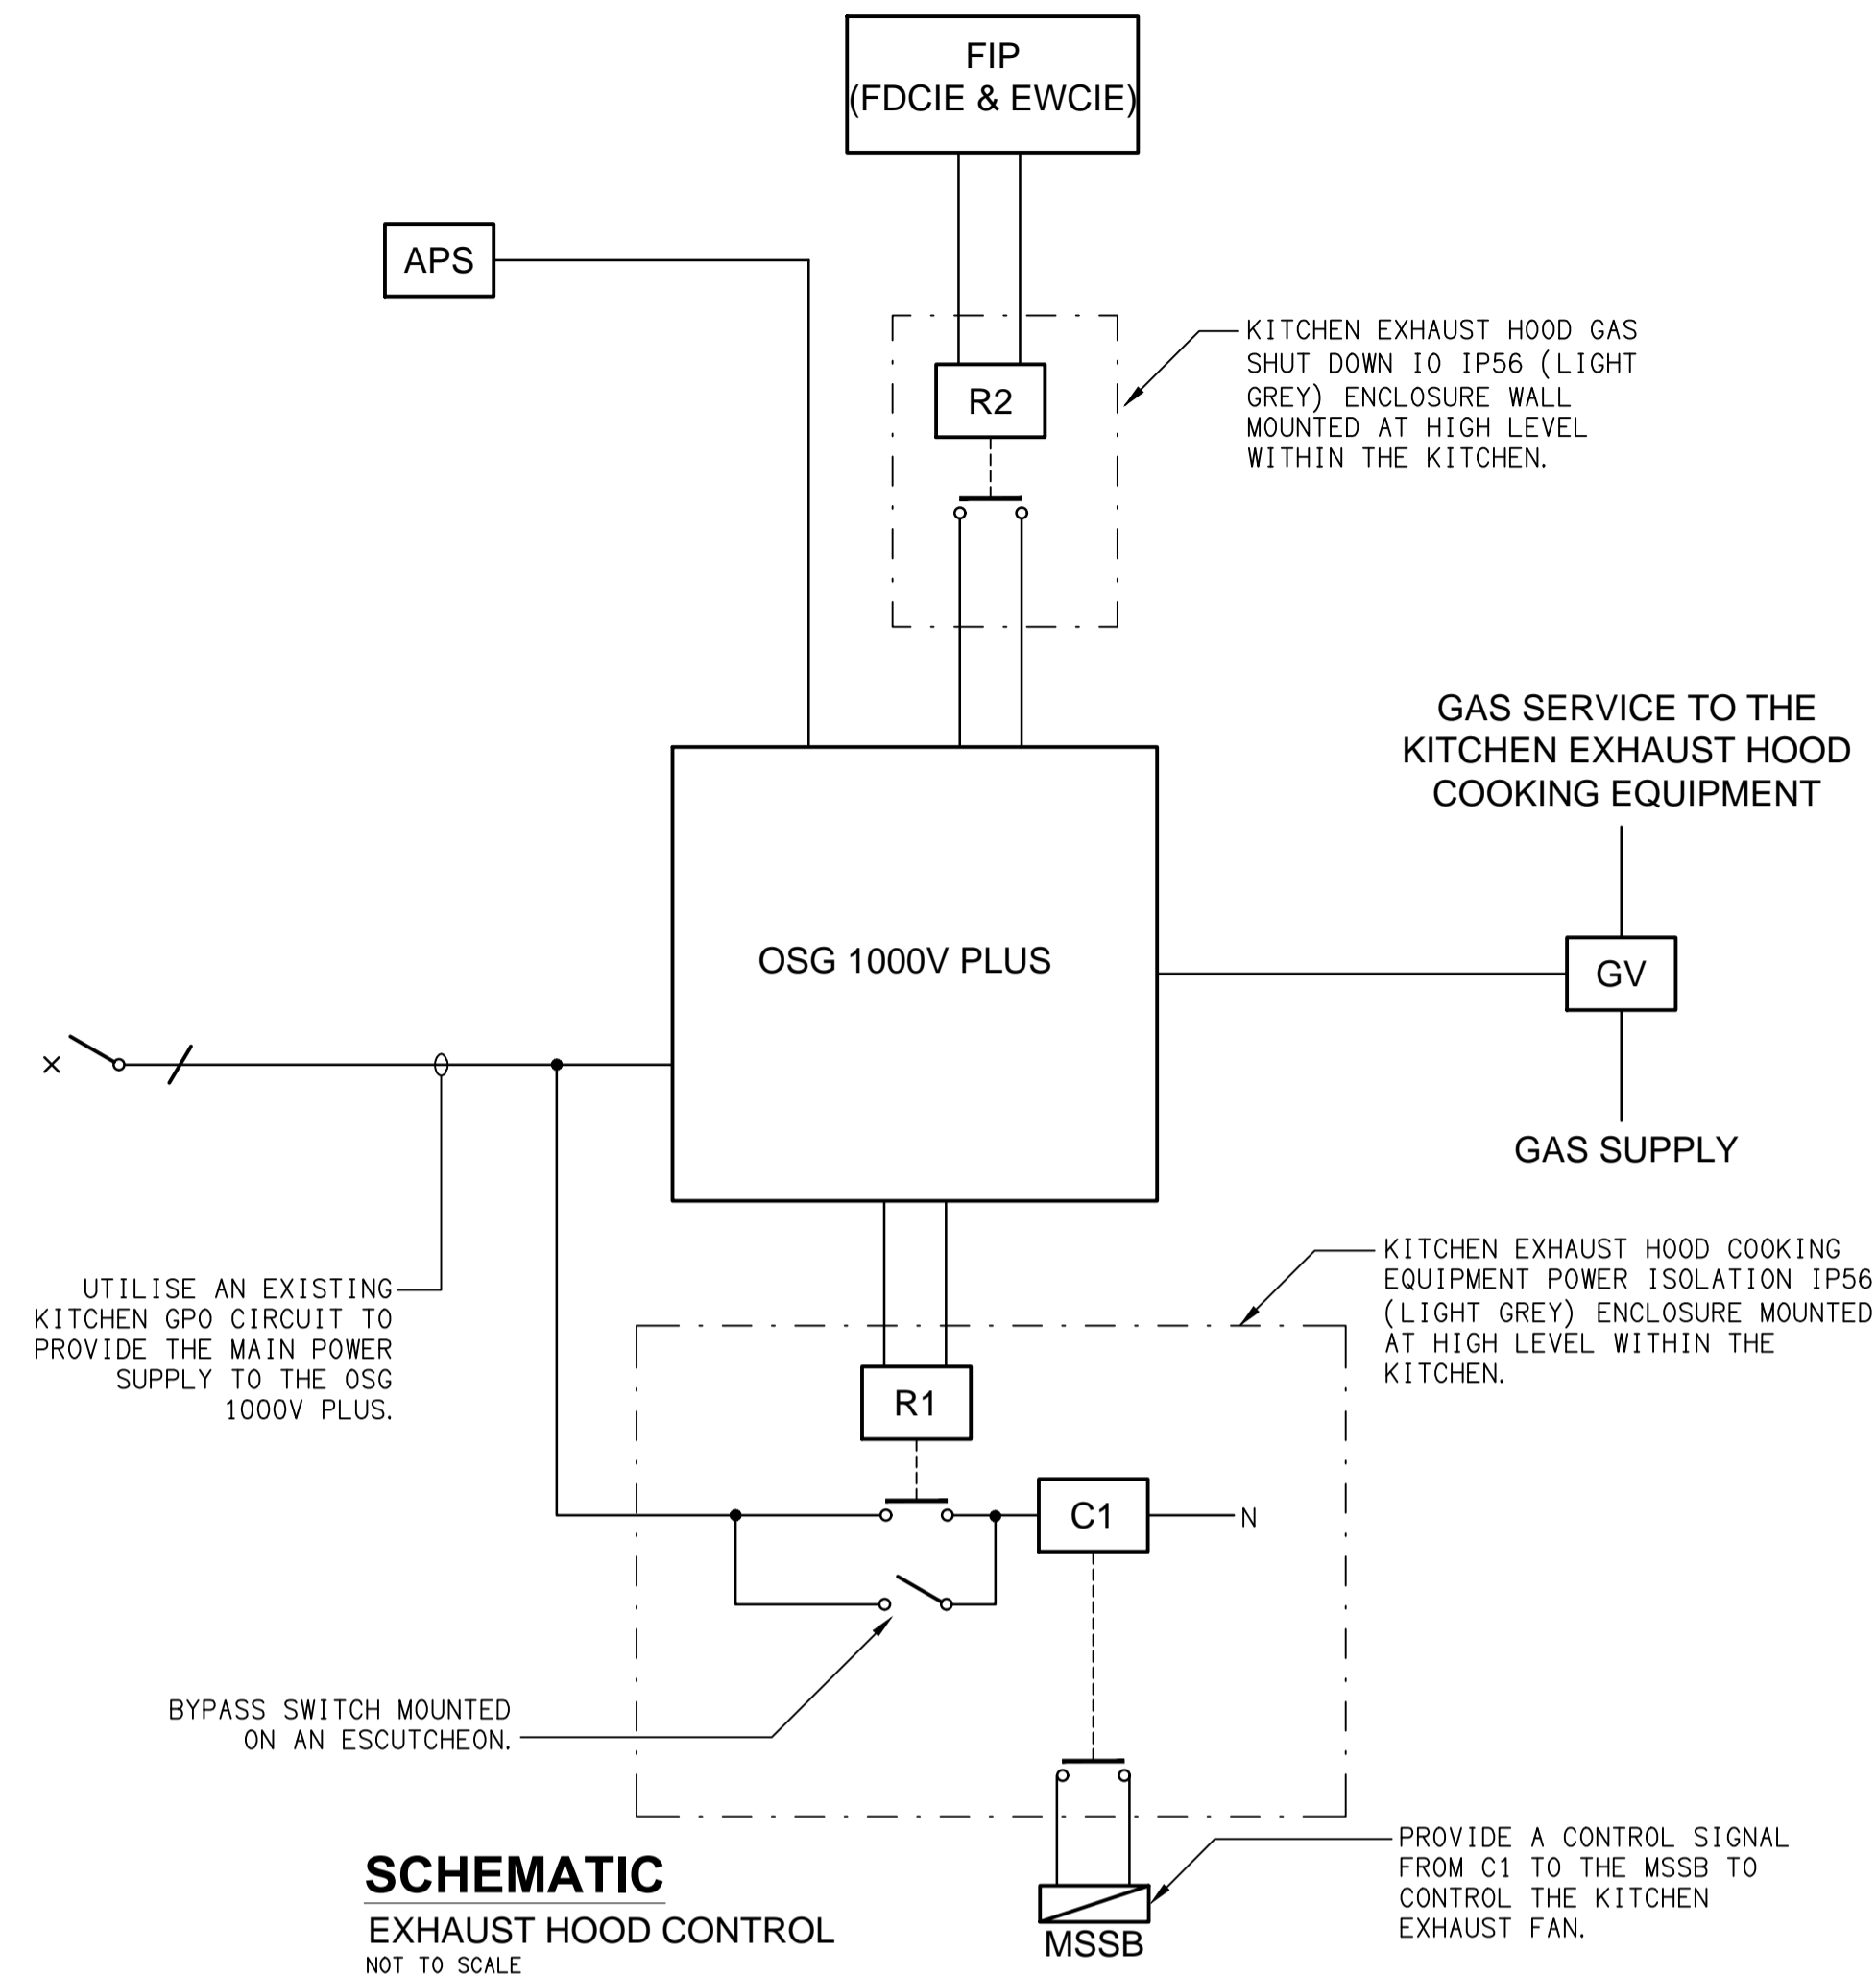 FIP
(FDCIE & EWCIE)
APS
R2
KITCHEN EXHAUST HOOD GAS
SHUT DOWN IO IP56 (LIGHT
GREY) ENCLOSURE WALL
MOUNTED AT HIGH LEVEL
WITHIN THE KITCHEN.
GAS SERVICE TO THE
KITCHEN EXHAUST HOOD
COOKING EQUIPMENT
OSG 1000V PLUS
GV
GAS SUPPLY
UTILISE AN EXISTING
KITCHEN GPO CIRCUIT TO
PROVIDE THE MAIN POWER
SUPPLY TO THE OSG
1000V PLUS.
KITCHEN EXHAUST HOOD COOKING
EQUIPMENT POWER ISOLATION IP56
(LIGHT GREY) ENCLOSURE MOUNTED
AT HIGH LEVEL WITHIN THE
KITCHEN.
R1
C1
N
BYPASS SWITCH MOUNTED
ON AN ESCUTCHEON.
PROVIDE A CONTROL SIGNAL
FROM C1 TO THE MSSB TO
CONTROL THE KITCHEN
EXHAUST FAN.
MSSB
SCHEMATIC
EXHAUST HOOD CONTROL
NOT TO SCALE